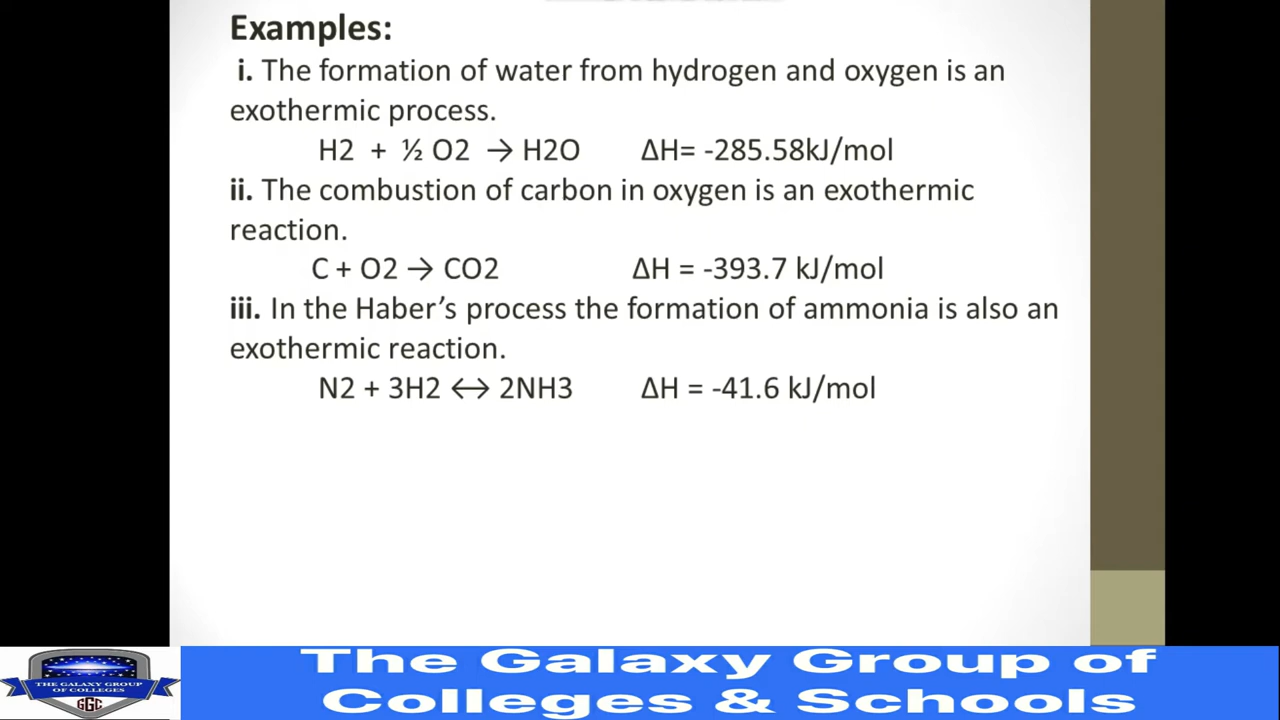 Examples:
i. The formation of water from hydrogen and oxygen is an
exothermic process.
H2 + ½ O2 → H2O ΔH= -285.58kJ/mol
ii. The combustion of carbon in oxygen is an exothermic
reaction.
C + O2 → CO2 ΔH = -393.7 kJ/mol
iii. In the Haber’s process the formation of ammonia is also an
exothermic reaction.
N2 + 3H2 ↔ 2NH3 ΔH = -41.6 kJ/mol
THE GALAXY GROUP
OF COLLEGES
GGC
The Galaxy Group of
Colleges & Schools